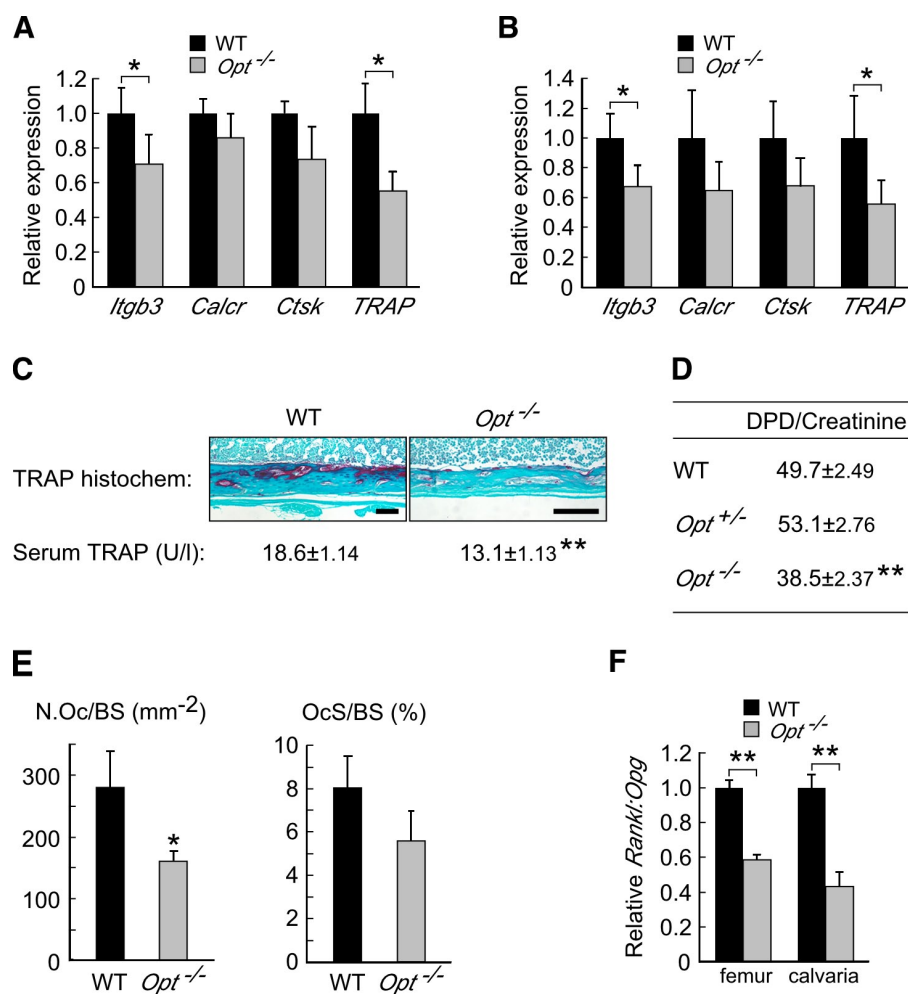 A
WT
Opt -/-
Relative expression
1.2
1.0
0.8
0.6
0.4
0.2
0
*
*
Itgb3 Calcr Ctsk TRAP
B
WT
Opt -/-
Relative expression
1.4
1.2
1.0
0.8
0.6
0.4
0.2
0
*
*
Itgb3 Calcr Ctsk TRAP
C
WT Opt -/-
TRAP histochem:
Serum TRAP (U/l): 18.6±1.14 13.1±1.13**
D
DPD/Creatinine
WT 49.7±2.49
Opt +/- 53.1±2.76
Opt -/- 38.5±2.37**
E
N.Oc/BS (mm-2)
300
200
100
0
*
WT Opt -/-
OcS/BS (%)
10
8
6
4
2
0
WT Opt -/-
F
WT
Opt -/-
Relative Rankl:Opg
1.2
1.0
0.8
0.6
0.4
0.2
0
**
**
femur calvaria